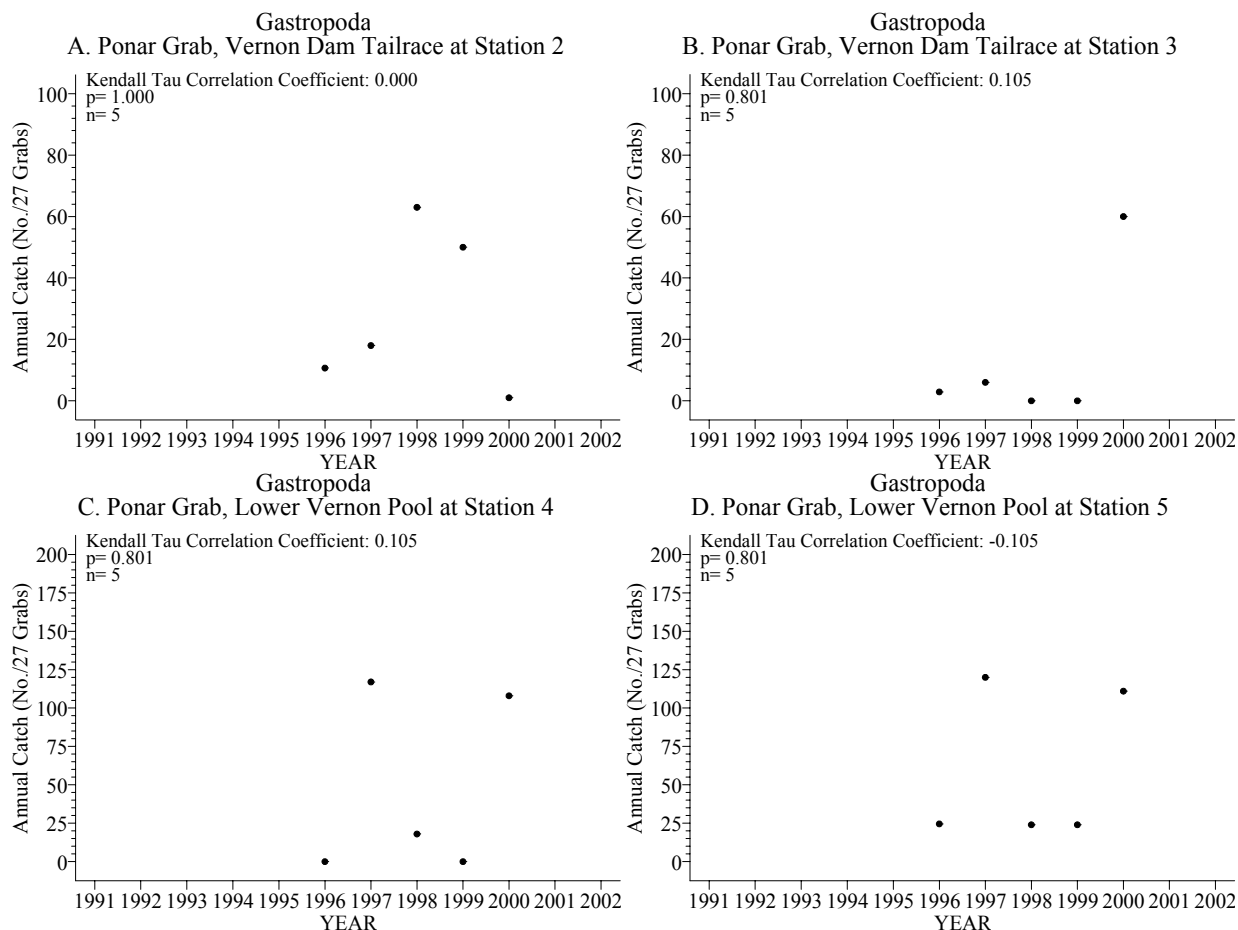 Gastropoda
A. Ponar Grab, Vernon Dam Tailrace at Station 2
Kendall Tau Correlation Coefficient: 0.000
p= 1.000
n= 5
Annual Catch (No./27 Grabs)
100
80
60
40
20
0
1991 1992 1993 1994 1995 1996 1997 1998 1999 2000 2001 2002
YEAR
Gastropoda
B. Ponar Grab, Vernon Dam Tailrace at Station 3
Kendall Tau Correlation Coefficient: 0.105
p= 0.801
n= 5
Annual Catch (No./27 Grabs)
100
80
60
40
20
0
1991 1992 1993 1994 1995 1996 1997 1998 1999 2000 2001 2002
YEAR
Gastropoda
C. Ponar Grab, Lower Vernon Pool at Station 4
Kendall Tau Correlation Coefficient: 0.105
p= 0.801
n= 5
Annual Catch (No./27 Grabs)
200
175
150
125
100
75
50
25
0
1991 1992 1993 1994 1995 1996 1997 1998 1999 2000 2001 2002
YEAR
Gastropoda
D. Ponar Grab, Lower Vernon Pool at Station 5
Kendall Tau Correlation Coefficient: -0.105
p= 0.801
n= 5
Annual Catch (No./27 Grabs)
200
175
150
125
100
75
50
25
0
1991 1992 1993 1994 1995 1996 1997 1998 1999 2000 2001 2002
YEAR